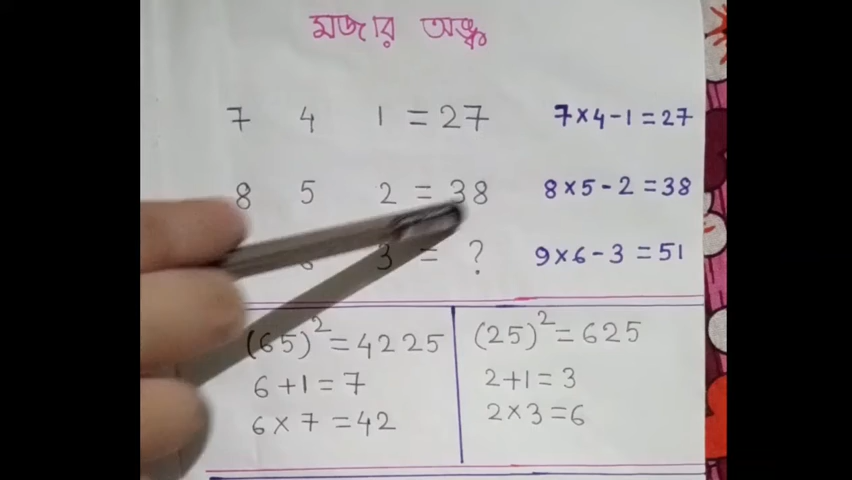 মজার অঙ্ক
7 4 1 = 27 7×4-1=27
8 5 2 = 38 8×5-2=38
3 = ? 9×6-3=51
(65)²=4225
6+1=7
6×7=42
(25)²=625
2+1=3
2×3=6